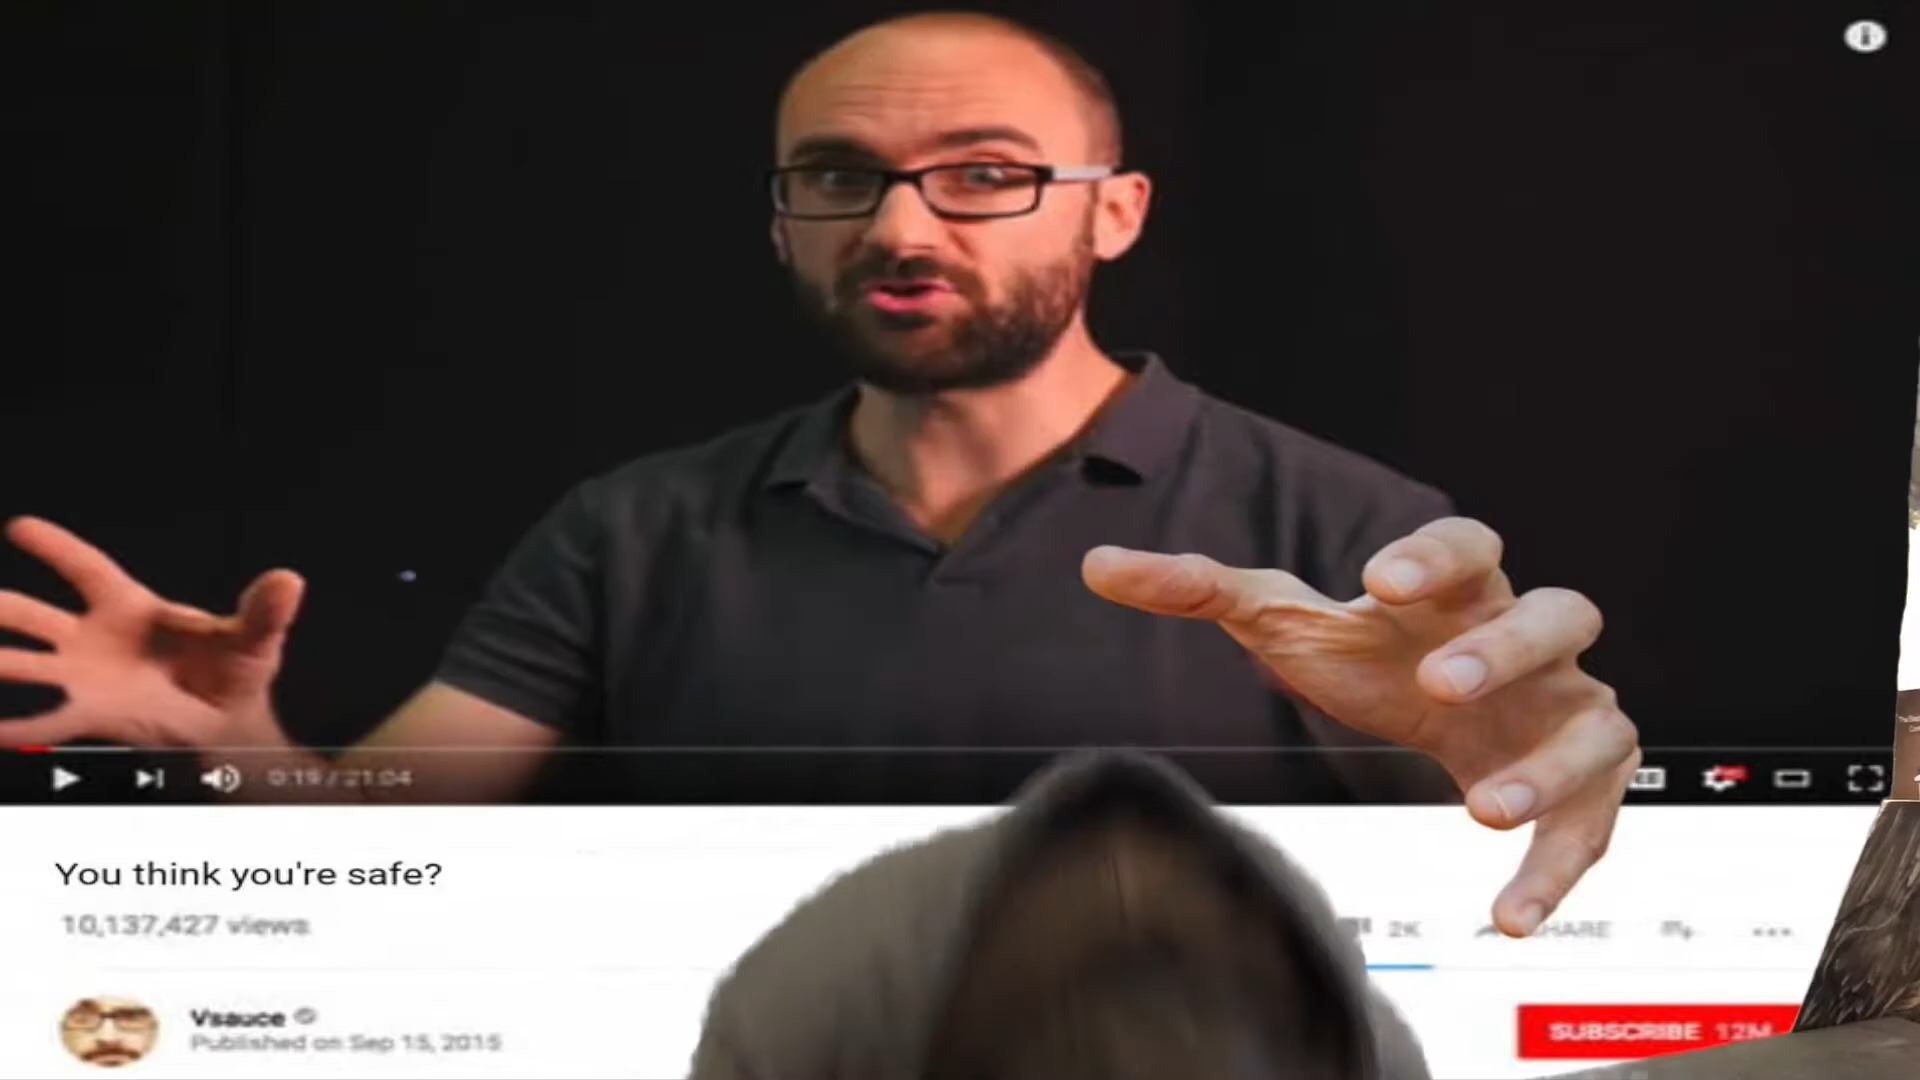 0:19 / 21:04
You think you're safe?
10,137,427 views
2K
SHARE
Vsauce
Published on Sep 15, 2015
SUBSCRIBE 12M